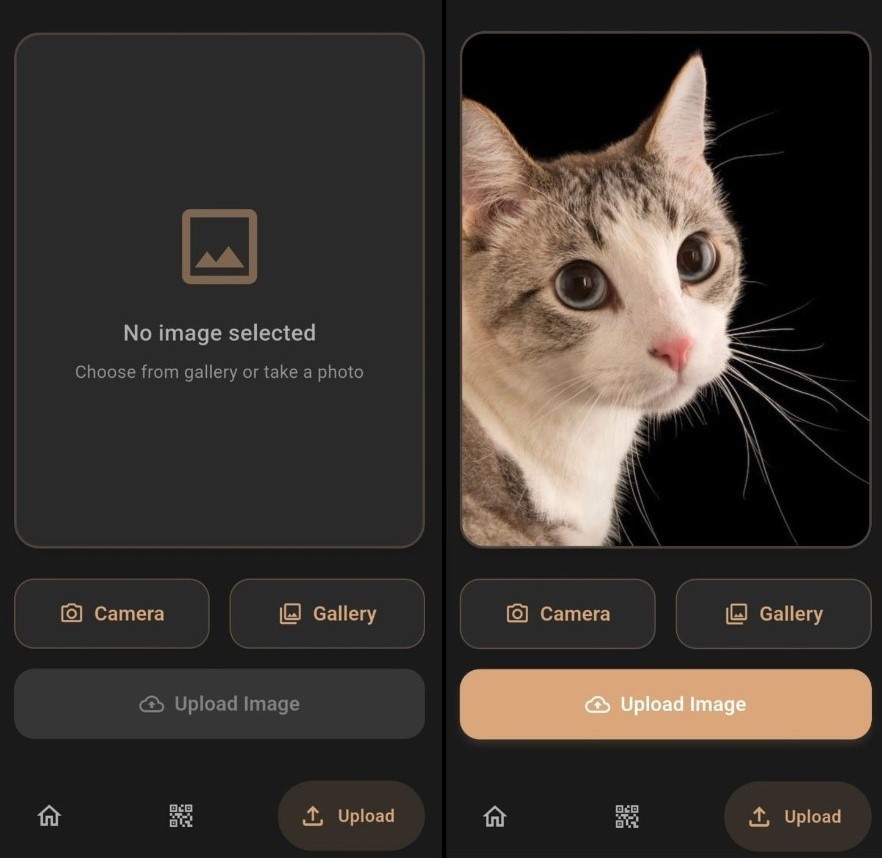 No image selected
Choose from gallery or take a photo
Camera
Gallery
Upload Image
Upload
Camera
Gallery
Upload Image
Upload